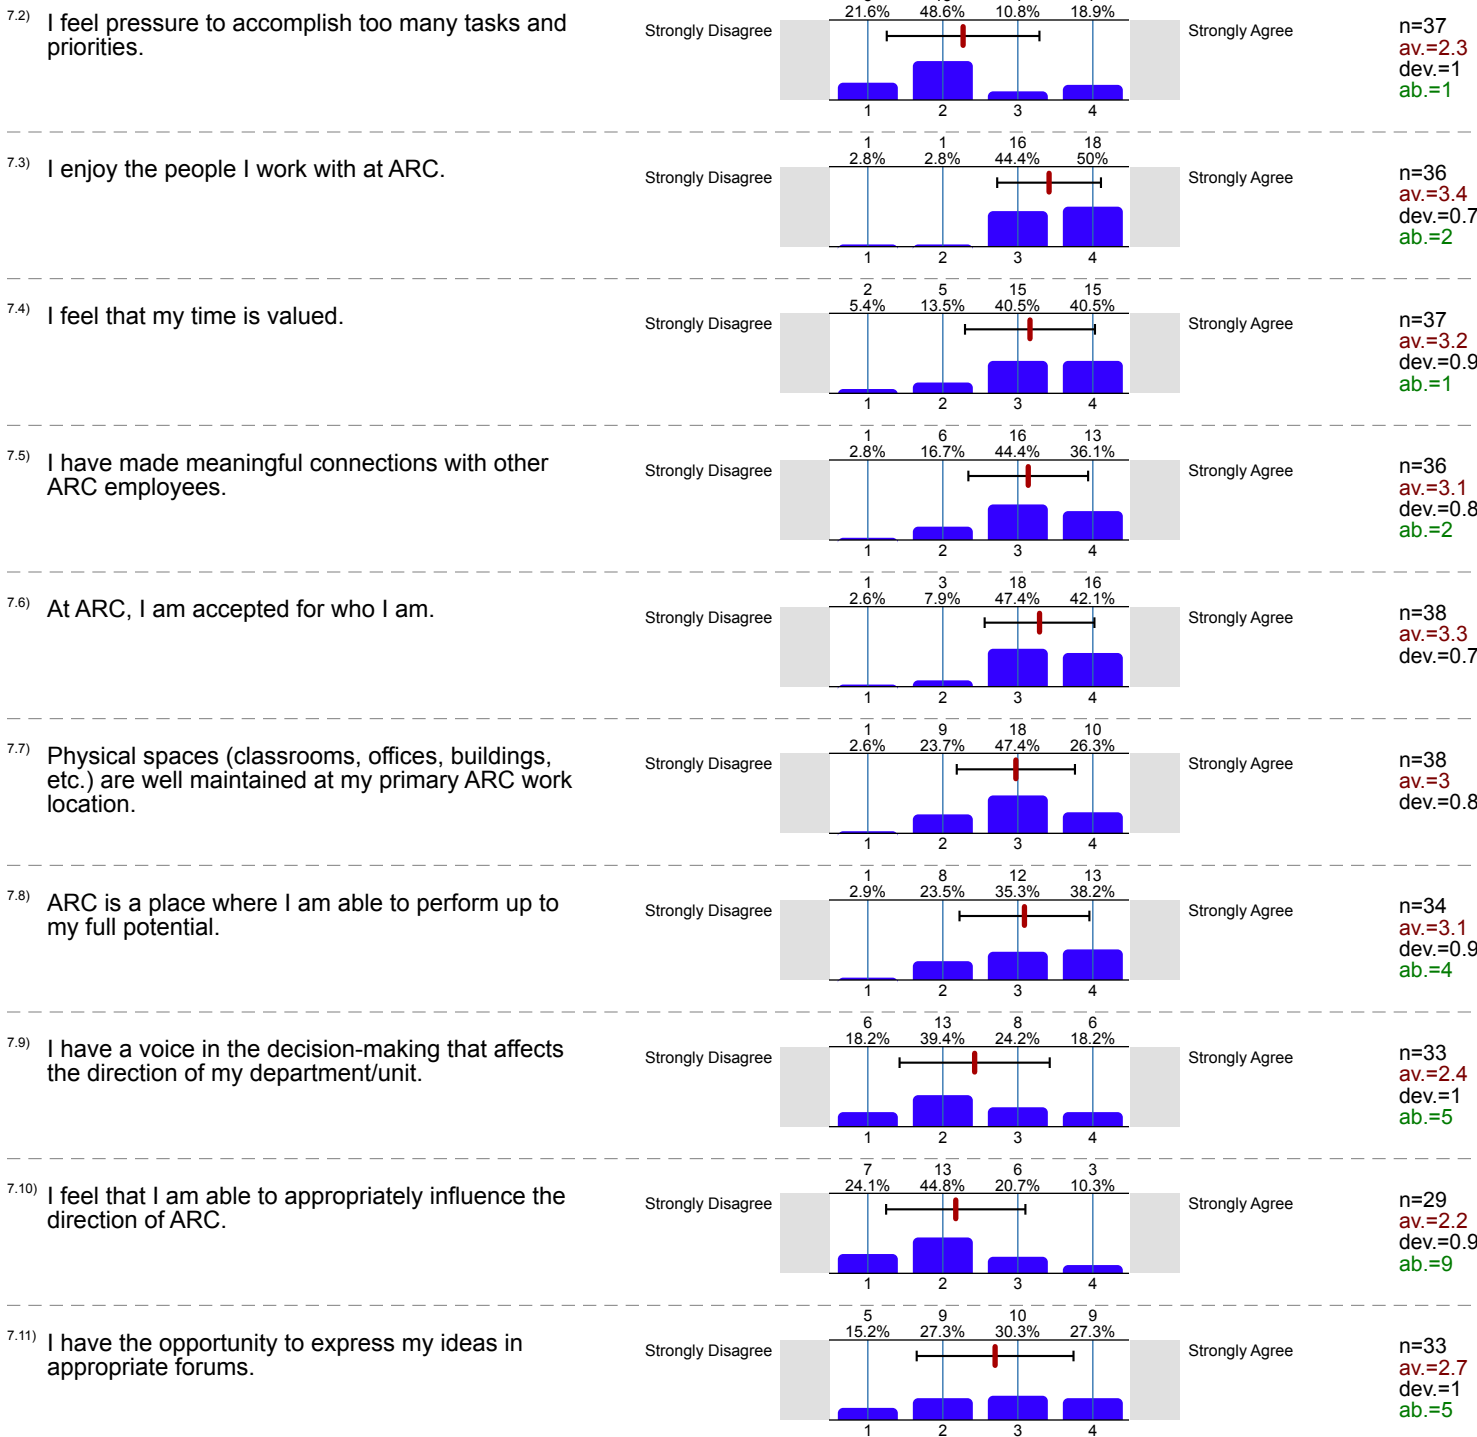 21.6% 48.6% 10.8% 18.9%
7.2) I feel pressure to accomplish too many tasks and
priorities.
Strongly Disagree
Strongly Agree
n=37
av.=2.3
dev.=1
ab.=1
1 2 3 4
1 1 16 18
2.8% 2.8% 44.4% 50%
7.3) I enjoy the people I work with at ARC.
Strongly Disagree
Strongly Agree
n=36
av.=3.4
dev.=0.7
ab.=2
1 2 3 4
2 5 15 15
5.4% 13.5% 40.5% 40.5%
7.4) I feel that my time is valued.
Strongly Disagree
Strongly Agree
n=37
av.=3.2
dev.=0.9
ab.=1
1 2 3 4
1 6 16 13
2.8% 16.7% 44.4% 36.1%
7.5) I have made meaningful connections with other
ARC employees.
Strongly Disagree
Strongly Agree
n=36
av.=3.1
dev.=0.8
ab.=2
1 2 3 4
1 3 18 16
2.6% 7.9% 47.4% 42.1%
7.6) At ARC, I am accepted for who I am.
Strongly Disagree
Strongly Agree
n=38
av.=3.3
dev.=0.7
1 2 3 4
1 9 18 10
2.6% 23.7% 47.4% 26.3%
7.7) Physical spaces (classrooms, offices, buildings,
etc.) are well maintained at my primary ARC work
location.
Strongly Disagree
Strongly Agree
n=38
av.=3
dev.=0.8
1 2 3 4
1 8 12 13
2.9% 23.5% 35.3% 38.2%
7.8) ARC is a place where I am able to perform up to
my full potential.
Strongly Disagree
Strongly Agree
n=34
av.=3.1
dev.=0.9
ab.=4
1 2 3 4
6 13 8 6
18.2% 39.4% 24.2% 18.2%
7.9) I have a voice in the decision-making that affects
the direction of my department/unit.
Strongly Disagree
Strongly Agree
n=33
av.=2.4
dev.=1
ab.=5
1 2 3 4
7 13 6 3
24.1% 44.8% 20.7% 10.3%
7.10) I feel that I am able to appropriately influence the
direction of ARC.
Strongly Disagree
Strongly Agree
n=29
av.=2.2
dev.=0.9
ab.=9
1 2 3 4
5 9 10 9
15.2% 27.3% 30.3% 27.3%
7.11) I have the opportunity to express my ideas in
appropriate forums.
Strongly Disagree
Strongly Agree
n=33
av.=2.7
dev.=1
ab.=5
1 2 3 4